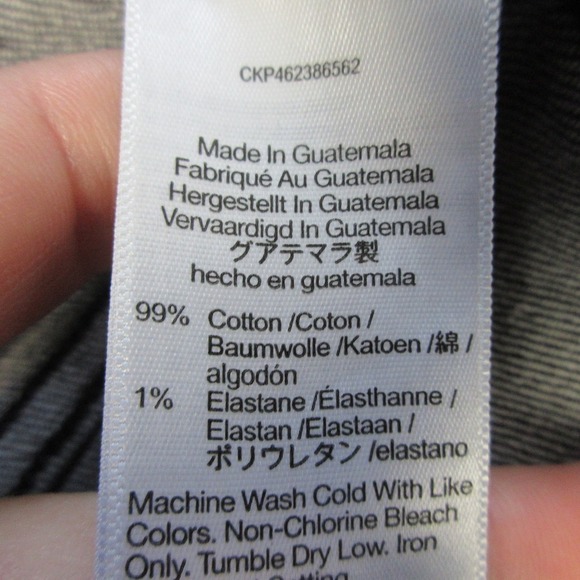 CKP462386562
Made In Guatemala
Fabriqué Au Guatemala
Hergestellt In Guatemala
Vervaardigd In Guatemala
グアテマラ製
hecho en guatemala
99% Cotton /Coton /
Baumwolle /Katoen /綿 /
algodón
1% Elastane /Élasthanne /
Elastan /Elastaan /
ポリウレタン /elastano
Machine Wash Cold With Like
Colors. Non-Chlorine Bleach
Only. Tumble Dry Low. Iron